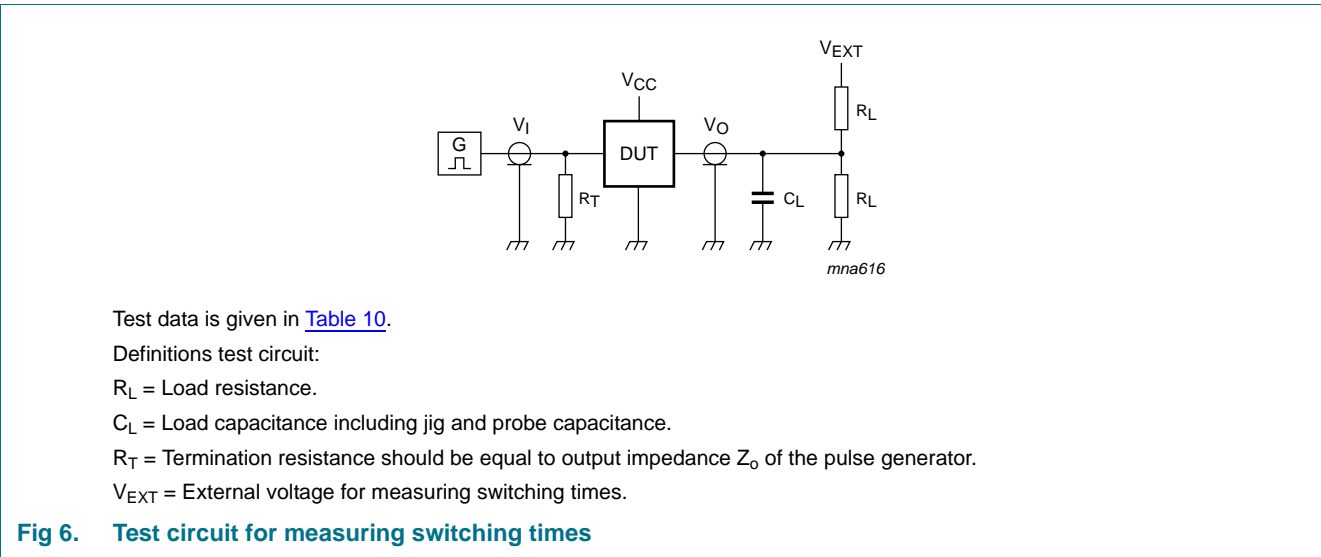 VEXT
VCC
RL
VI
VO
G
DUT
RT
CL
RL
mna616
Test data is given in Table 10.
Definitions test circuit:
RL = Load resistance.
CL = Load capacitance including jig and probe capacitance.
RT = Termination resistance should be equal to output impedance Zo of the pulse generator.
VEXT = External voltage for measuring switching times.
Fig 6. Test circuit for measuring switching times